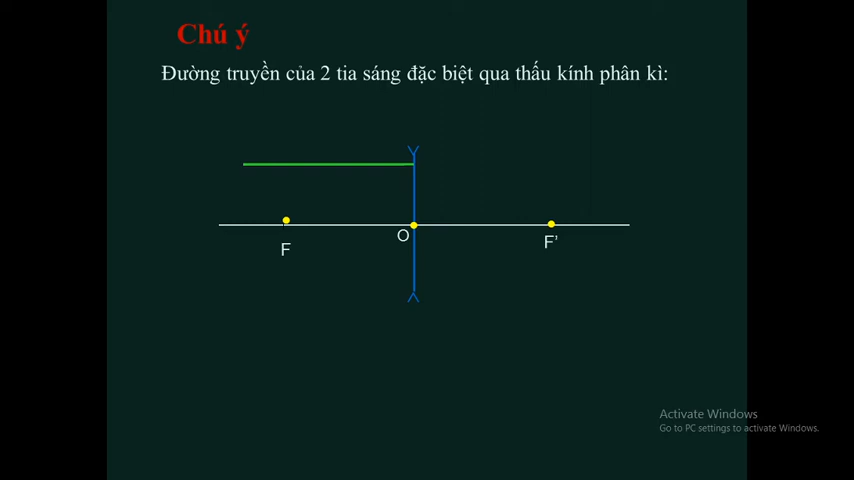 Chú ý
Đường truyền của 2 tia sáng đặc biệt qua thấu kính phân kì:
O
F
F’
Activate Windows
Go to PC settings to activate Windows.